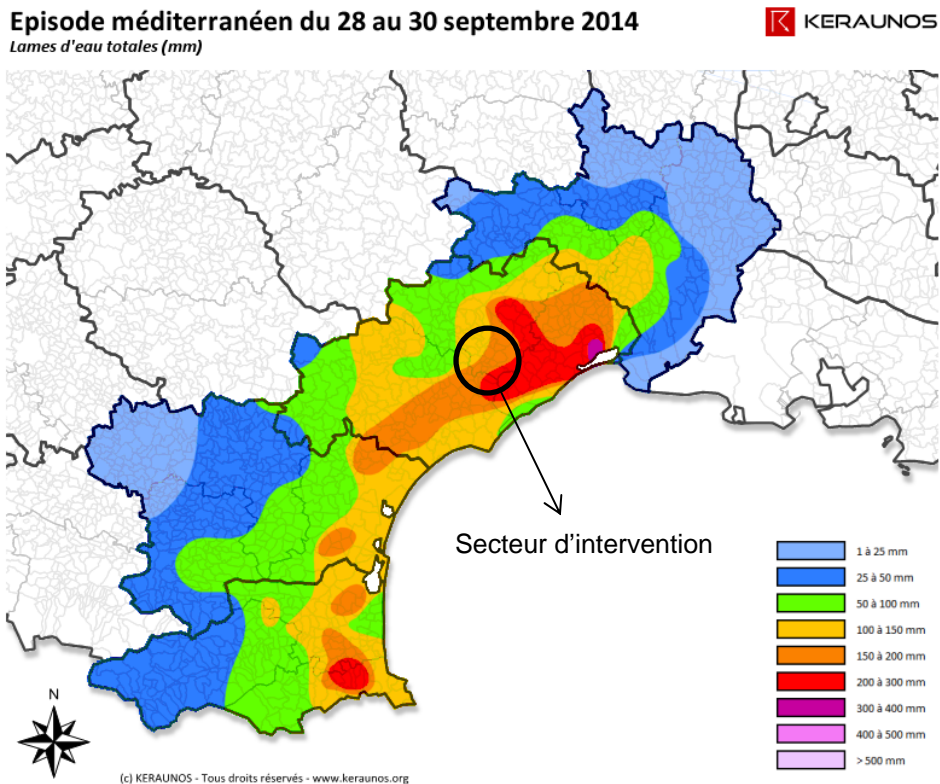 Episode méditerranéen du 28 au 30 septembre 2014
KERAUNOS
Lames d'eau totales (mm)
Secteur d'intervention
1 à 25 mm
25 à 50 mm
50 à 100 mm
100 à 150 mm
150 à 200 mm
200 à 300 mm
300 à 400 mm
400 à 500 mm
> 500 mm
N
(c) KERAUNOS - Tous droits réservés - www.keraunos.org